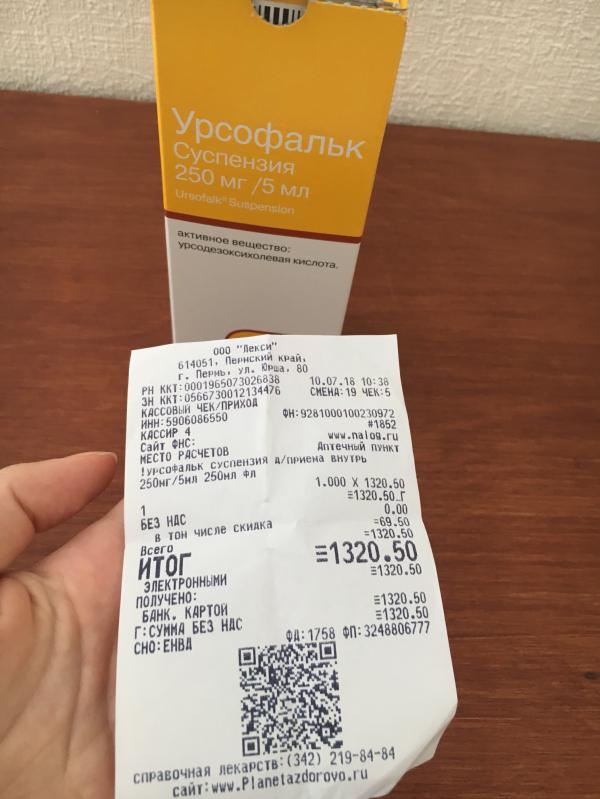 Урсофальк
Суспензия
250 мг /5 мл
Ursofalk® Suspension
активное вещество:
урсодезоксихолевая кислота.
ООО "Лекси"
614051, Пермский край,
г. Пермь, ул. Юрша, 80
РН ККТ:0001965073026838 10.07.18 10:38
ЗН ККТ:0566730012134476 СМЕНА:19 ЧЕК:5
КАССОВЫЙ ЧЕК/ПРИХОД
ИНН:5906086550 ФН:9281000100230972
КАССИР 4 #1852
Сайт ФНС: www.nalog.ru
МЕСТО РАСЧЕТОВ Аптечный пункт
!урсофальк суспензия д/приема внутрь
250мг/5мл 250мл фл
1.000 X 1320.50
1 ≡1320.50_Г
БЕЗ НДС 0.00
в том числе скидка =69.50
Всего =1320.50
ИТОГ ≡1320.50
ЭЛЕКТРОННЫМИ ≡1320.50
ПОЛУЧЕНО:
БАНК. КАРТОЙ ≡1320.50
Г:СУММА БЕЗ НДС ≡1320.50
СНО:ЕНВД ФД:1758 ФП:3248806777
справочная лекарств:(342) 219-84-84
сайт:www.Planetazdorovo.ru